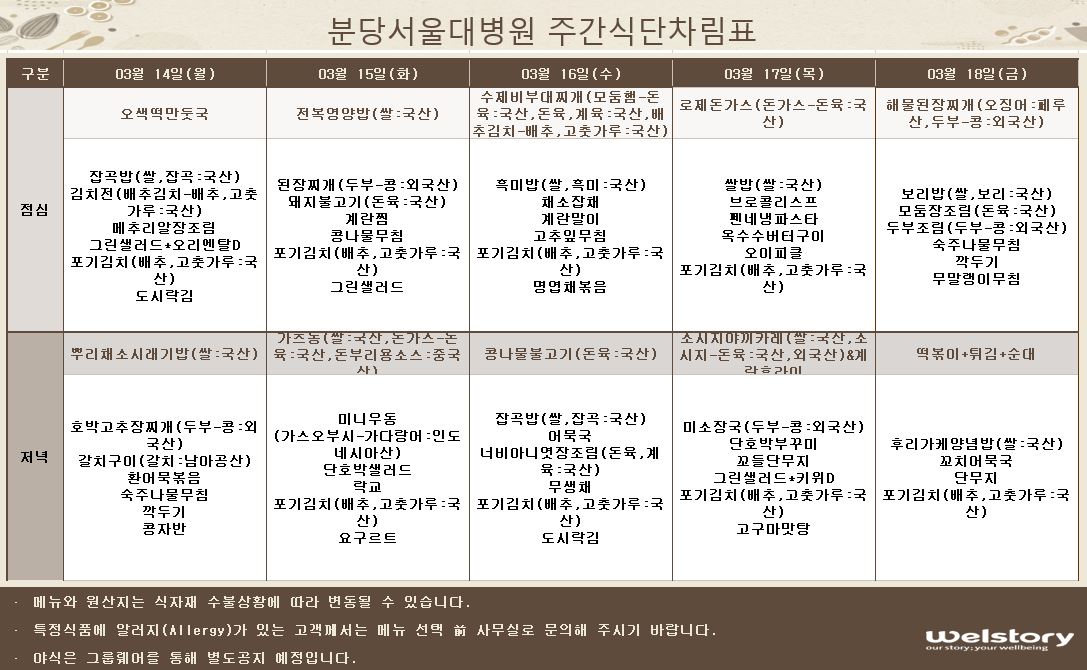 분당서울대병원 주간식단차림표
구분
03월 14일(월)
03월 15일(화)
03월 16일(수)
03월 17일(목)
03월 18일(금)
점심
오색떡만둣국
전복영양밥(쌀:국산)
수제비부대찌개(모둠햄-돈
육:국산,돈육,계육:국산,배
추김치-배추,고춧가루:국산)
로제돈가스(돈가스-돈육:국
산)
해물된장찌개(오징어:페루
산,두부-콩:외국산)
잡곡밥(쌀,잡곡:국산)
김치전(배추김치-배추,고춧
가루:국산)
메추리알장조림
그린샐러드*오리엔탈D
포기김치(배추,고춧가루:국
산)
도시락김
된장찌개(두부-콩:외국산)
돼지불고기(돈육:국산)
계란찜
콩나물무침
포기김치(배추,고춧가루:국
산)
그린샐러드
흑미밥(쌀,흑미:국산)
채소잡채
계란말이
고추잎무침
포기김치(배추,고춧가루:국
산)
명엽채볶음
쌀밥(쌀:국산)
브로콜리스프
펜네냉파스타
옥수수버터구이
오이피클
포기김치(배추,고춧가루:국
산)
보리밥(쌀,보리:국산)
모둠장조림(돈육:국산)
두부조림(두부-콩:외국산)
숙주나물무침
깍두기
무말랭이무침
저녁
뿌리채소시래기밥(쌀:국산)
가츠동(쌀:국산,돈가스-돈
육:국산,돈부리용소스:중국
산)
콩나물불고기(돈육:국산)
소시지야끼카레(쌀:국산,소
시지-돈육:국산,외국산)&계
란후라이
떡볶이+튀김+순대
호박고추장찌개(두부-콩:외
국산)
갈치구이(갈치:남아공산)
환어묵볶음
숙주나물무침
깍두기
콩자반
미니우동
(가스오부시-가다랑어:인도
네시아산)
단호박샐러드
락교
포기김치(배추,고춧가루:국
산)
요구르트
잡곡밥(쌀,잡곡:국산)
어묵국
너비아니엿장조림(돈육,계
육:국산)
무생채
포기김치(배추,고춧가루:국
산)
도시락김
미소장국(두부-콩:외국산)
단호박부꾸미
꼬들단무지
그린샐러드*키위D
포기김치(배추,고춧가루:국
산)
고구마맛탕
후리가케양념밥(쌀:국산)
꼬치어묵국
단무지
포기김치(배추,고춧가루:국
산)
· 메뉴와 원산지는 식자재 수불상황에 따라 변동될 수 있습니다.
· 특정식품에 알러지(Allergy)가 있는 고객께서는 메뉴 선택 前 사무실로 문의해 주시기 바랍니다.
· 야식은 그룹웨어를 통해 별도공지 예정입니다.
welstory
our story; your wellbeing